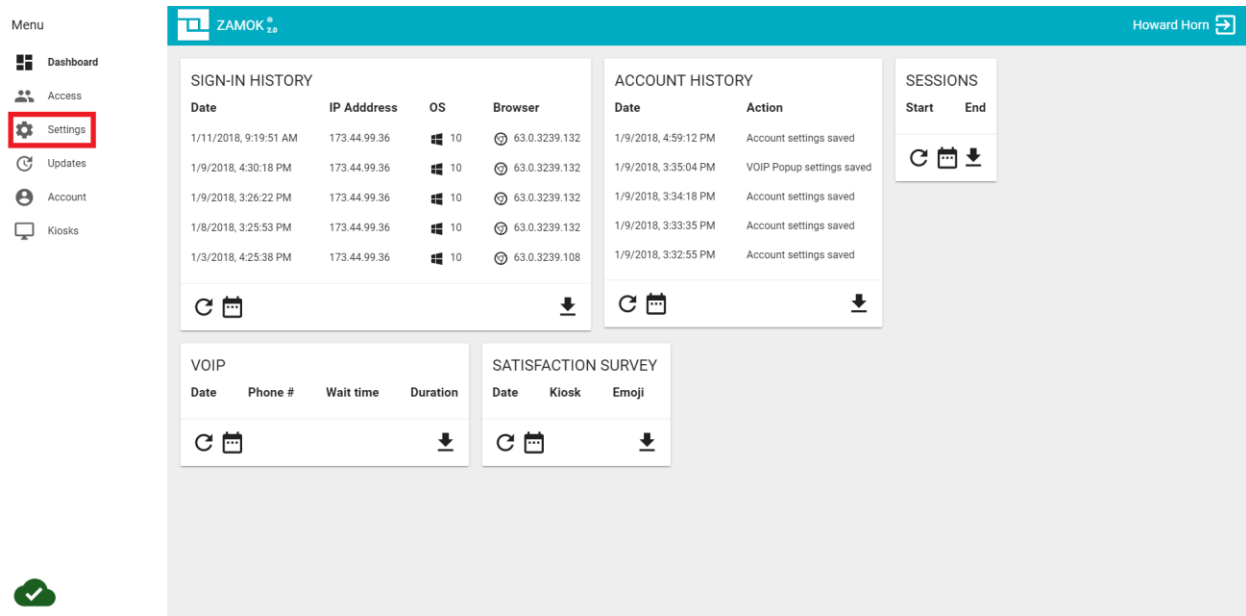 Menu
Dashboard
Access
Settings
Updates
Account
Kiosks
ZAMOK ® 2.0
Howard Horn
SIGN-IN HISTORY
Date IP Adddress OS Browser
1/11/2018, 9:19:51 AM 173.44.99.36 10 63.0.3239.132
1/9/2018, 4:30:18 PM 173.44.99.36 10 63.0.3239.132
1/9/2018, 3:26:22 PM 173.44.99.36 10 63.0.3239.132
1/8/2018, 3:25:53 PM 173.44.99.36 10 63.0.3239.132
1/3/2018, 4:25:38 PM 173.44.99.36 10 63.0.3239.108
ACCOUNT HISTORY
Date Action
1/9/2018, 4:59:12 PM Account settings saved
1/9/2018, 3:35:04 PM VOIP Popup settings saved
1/9/2018, 3:34:18 PM Account settings saved
1/9/2018, 3:33:35 PM Account settings saved
1/9/2018, 3:32:55 PM Account settings saved
SESSIONS
Start End
VOIP
Date Phone # Wait time Duration
SATISFACTION SURVEY
Date Kiosk Emoji